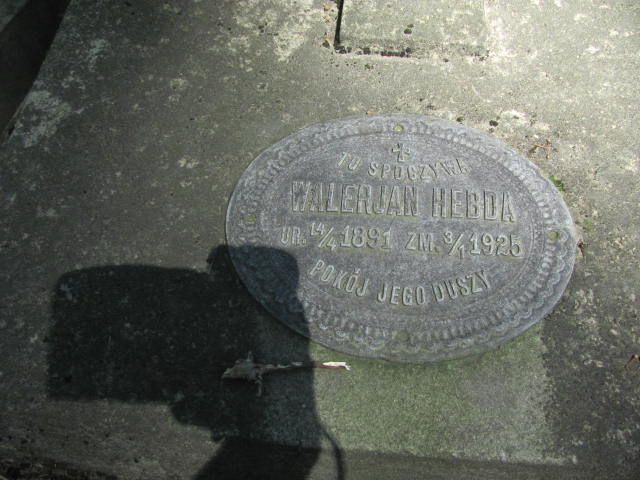 TU SPOCZYWA
WALERJAN HEBDA
UR. 14/4 1891 ZM. 3/1 1925
POKÓJ JEGO DUSZY